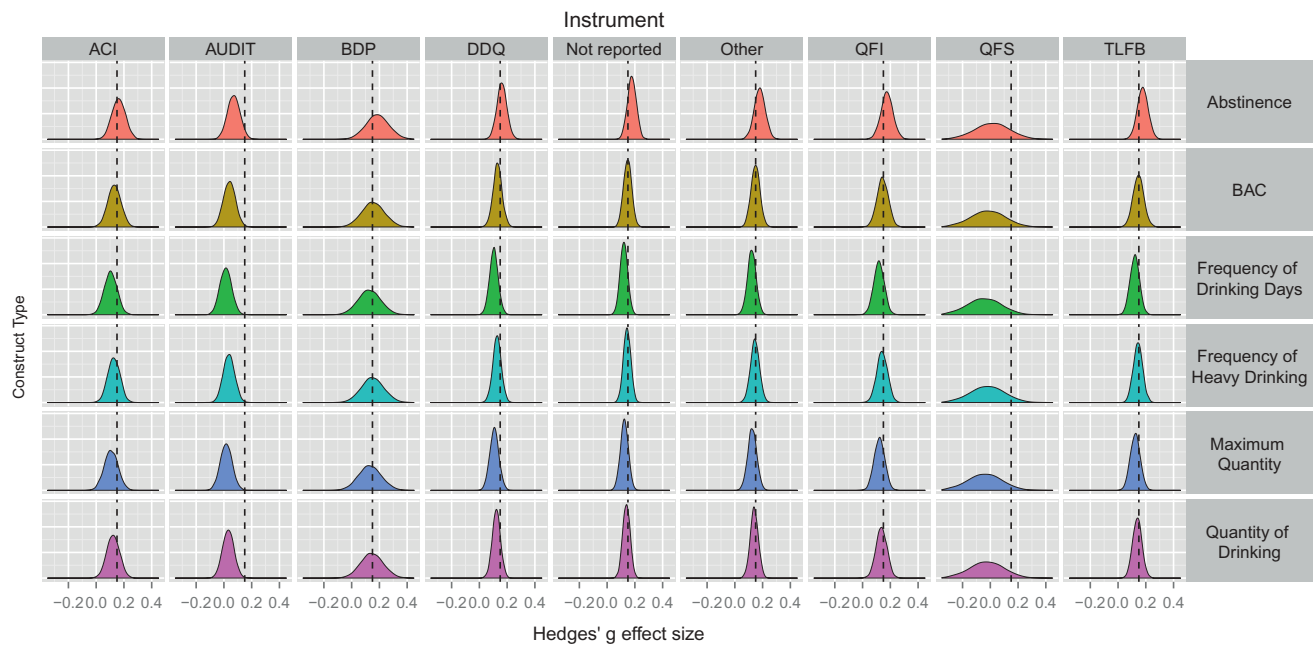 Instrument
ACI AUDIT BDP DDQ Not reported Other QFI QFS TLFB
Construct Type
Abstinence
BAC
Frequency of
Drinking Days
Frequency of
Heavy Drinking
Maximum
Quantity
Quantity of
Drinking
−0.20.0 0.2 0.4 −0.20.0 0.2 0.4 −0.20.0 0.2 0.4 −0.20.0 0.2 0.4 −0.20.0 0.2 0.4 −0.20.0 0.2 0.4 −0.20.0 0.2 0.4 −0.20.0 0.2 0.4 −0.20.0 0.2 0.4
Hedges' g effect size